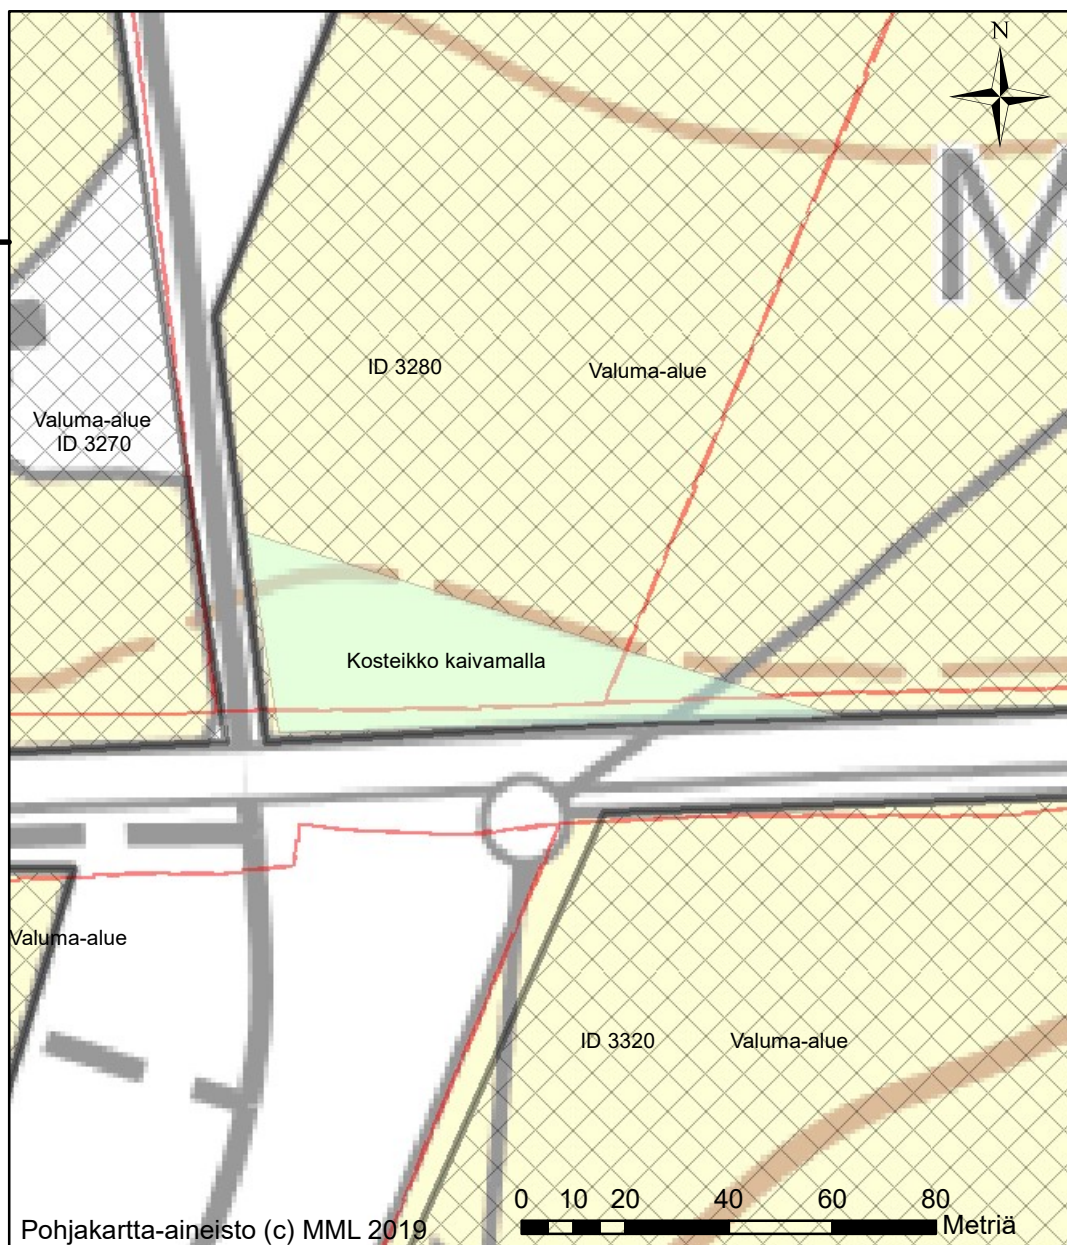 N
M
ID 3280
Valuma-alue
Valuma-alue
ID 3270
Kosteikko kaivamalla
Valuma-alue
ID 3320
Valuma-alue
0 10 20 40 60 80
Metriä
Pohjakartta-aineisto (c) MML 2019